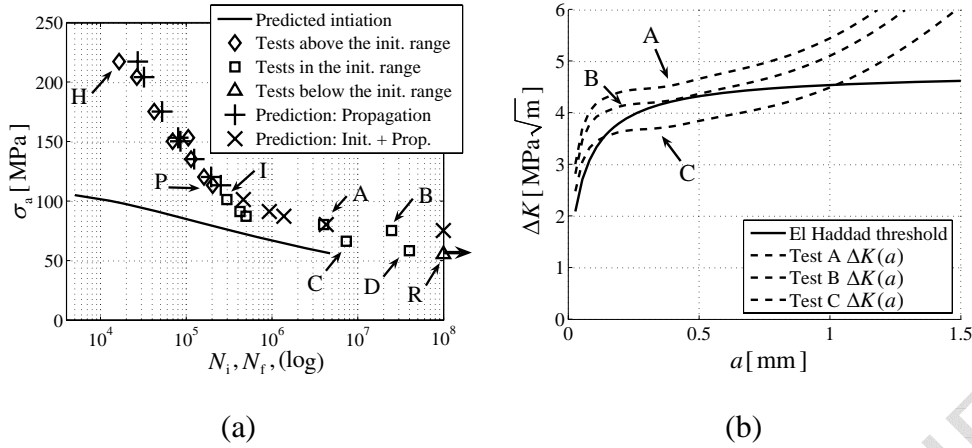 250
200
150
100
50
0
σa [ MPa]
Predicted intiation
Tests above the init. range
Tests in the init. range
Tests below the init. range
Prediction: Propagation
Prediction: Init. + Prop.
H
P
I
A
B
C
D
R
10^4
10^5
10^6
10^7
10^8
Ni, Nf, (log)
(a)
6
5
4
3
2
1
0
ΔK [ MPa√m]
A
B
C
El Haddad threshold
Test A ΔK(a)
Test B ΔK(a)
Test C ΔK(a)
0
0.5
1
1.5
a [ mm]
(b)